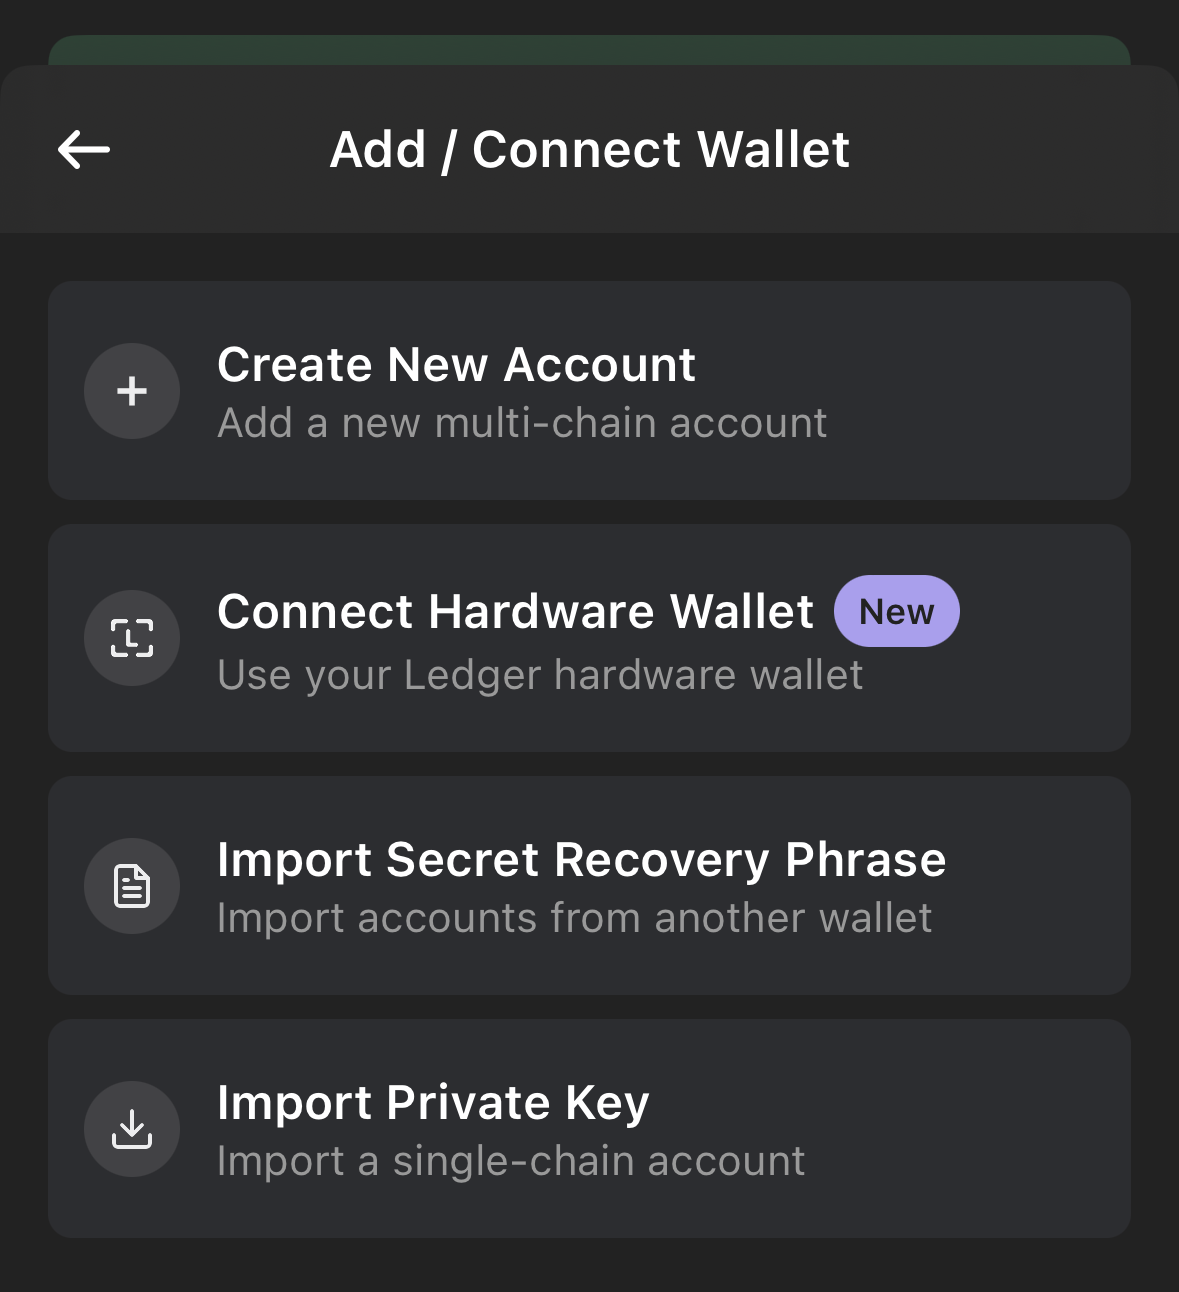 Add / Connect Wallet
Create New Account
Add a new multi-chain account
Connect Hardware Wallet New
Use your Ledger hardware wallet
Import Secret Recovery Phrase
Import accounts from another wallet
Import Private Key
Import a single-chain account